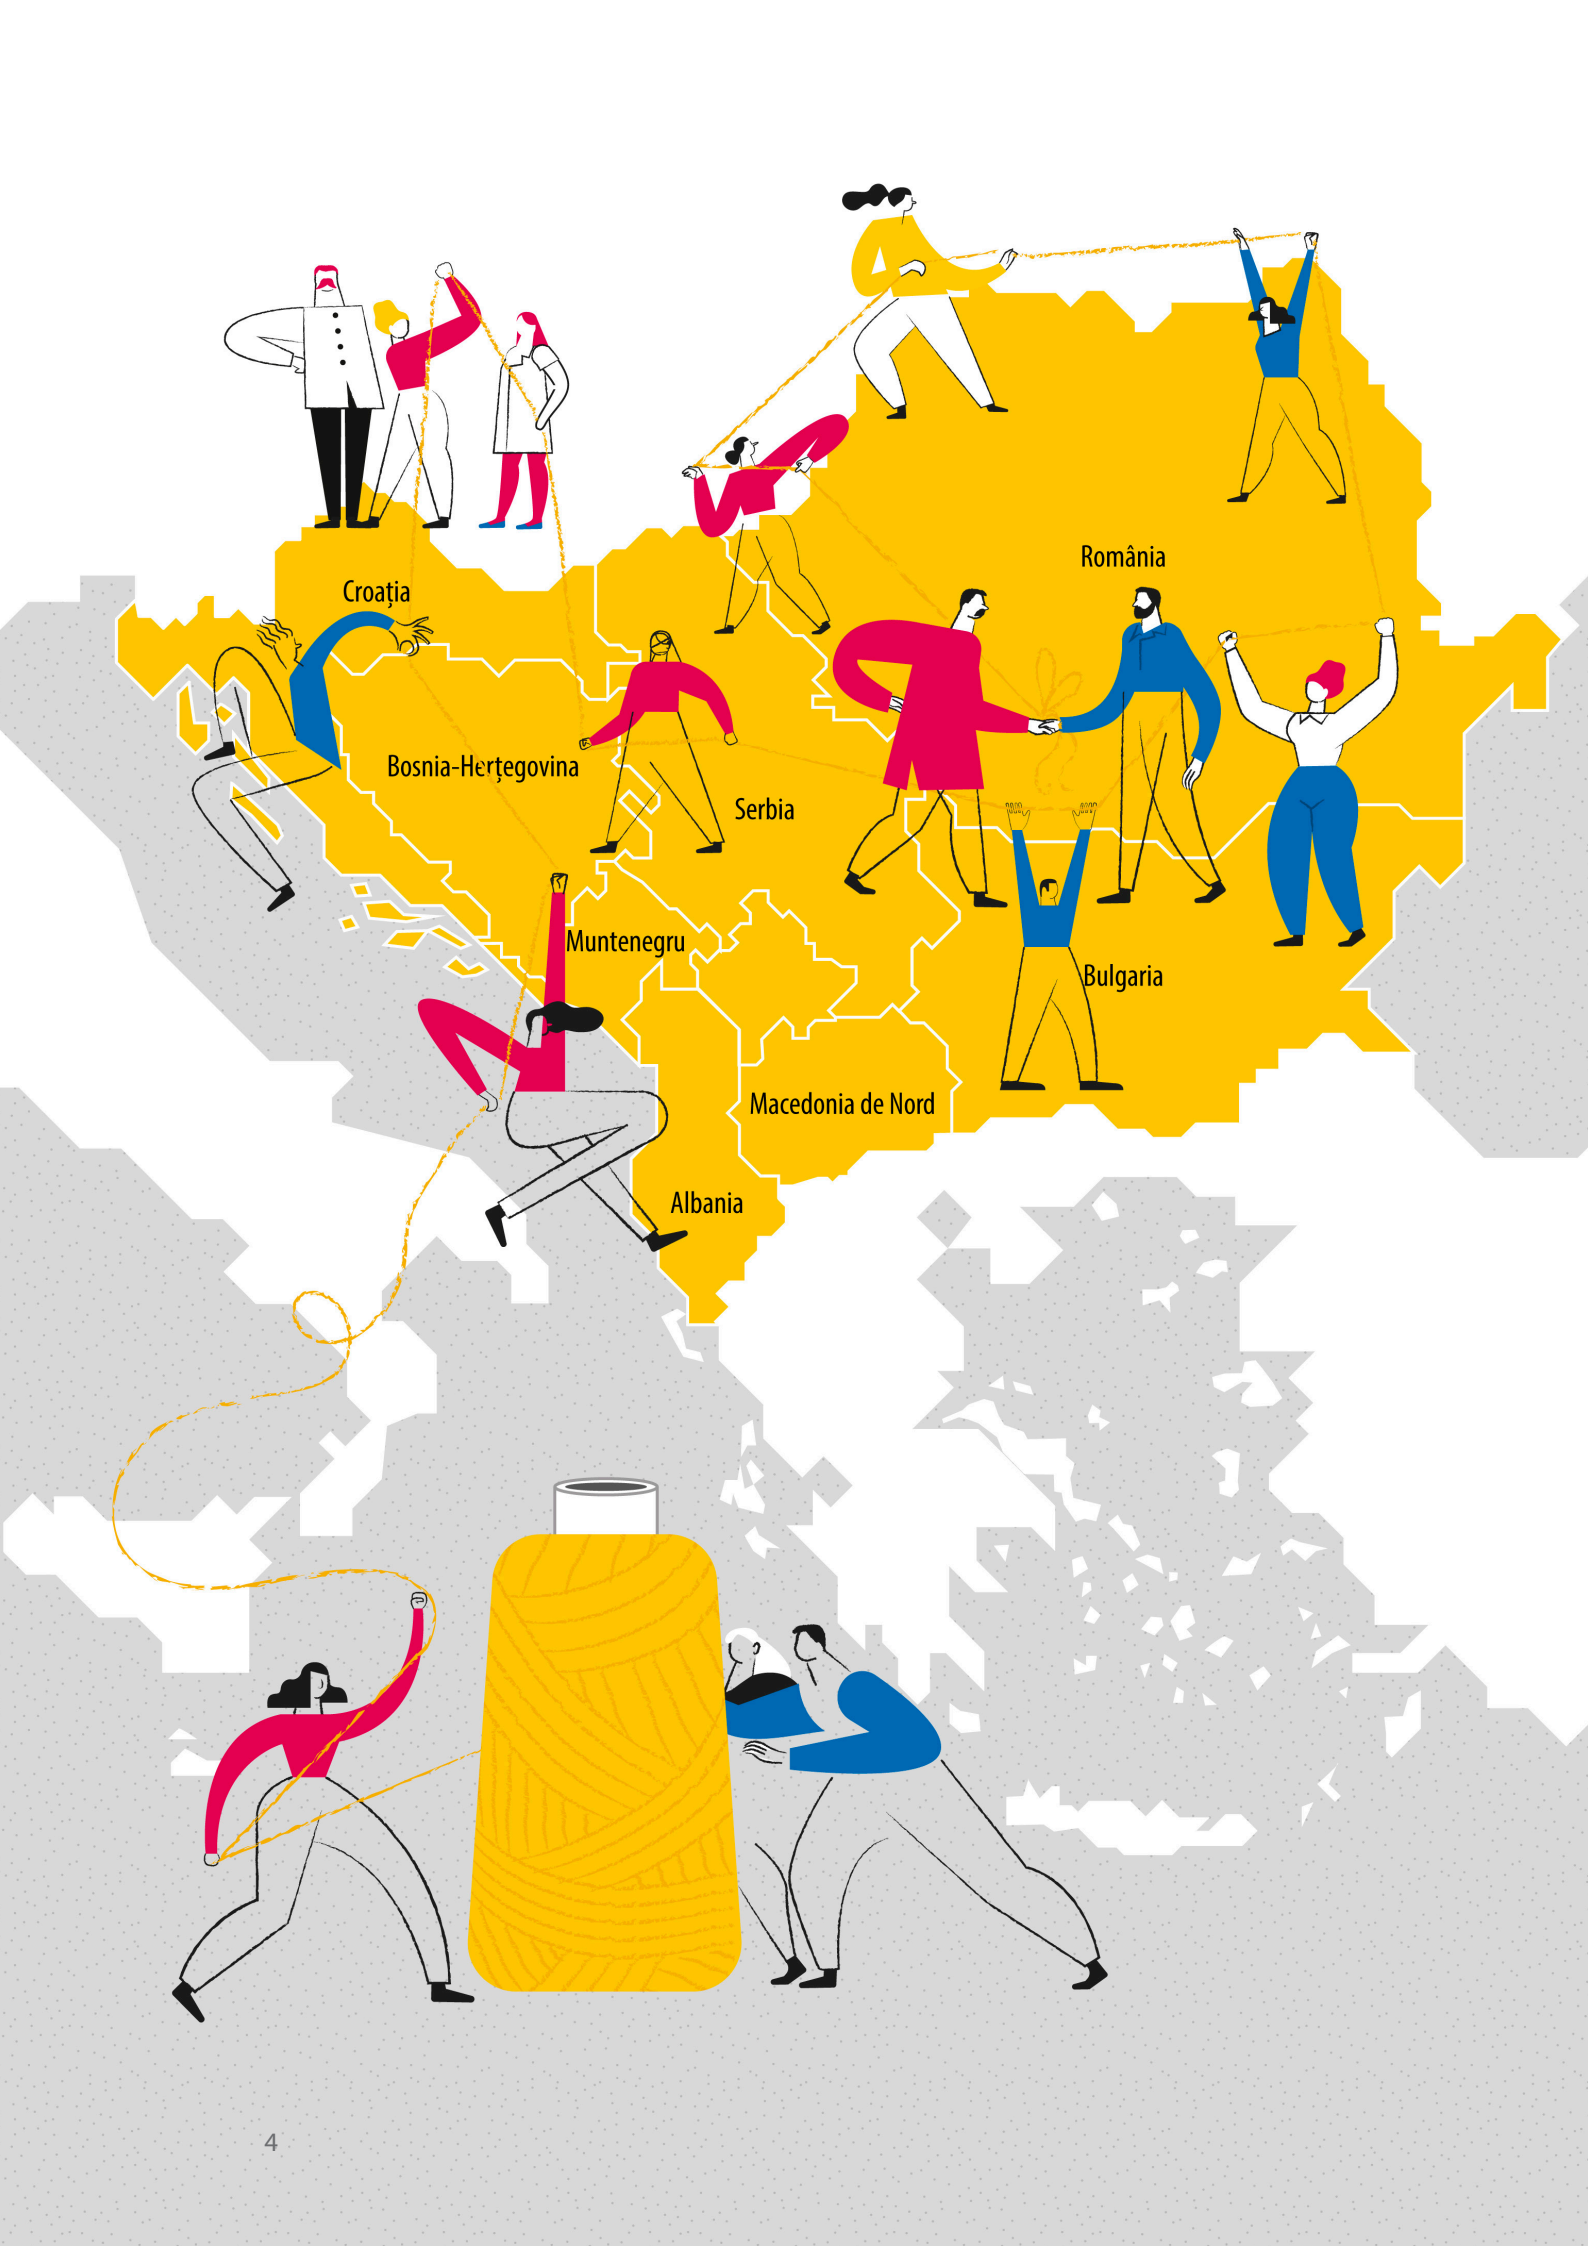 România
Croația
Bosnia-Herțegovina
Serbia
Muntenegru
Bulgaria
Macedonia de Nord
Albania
4